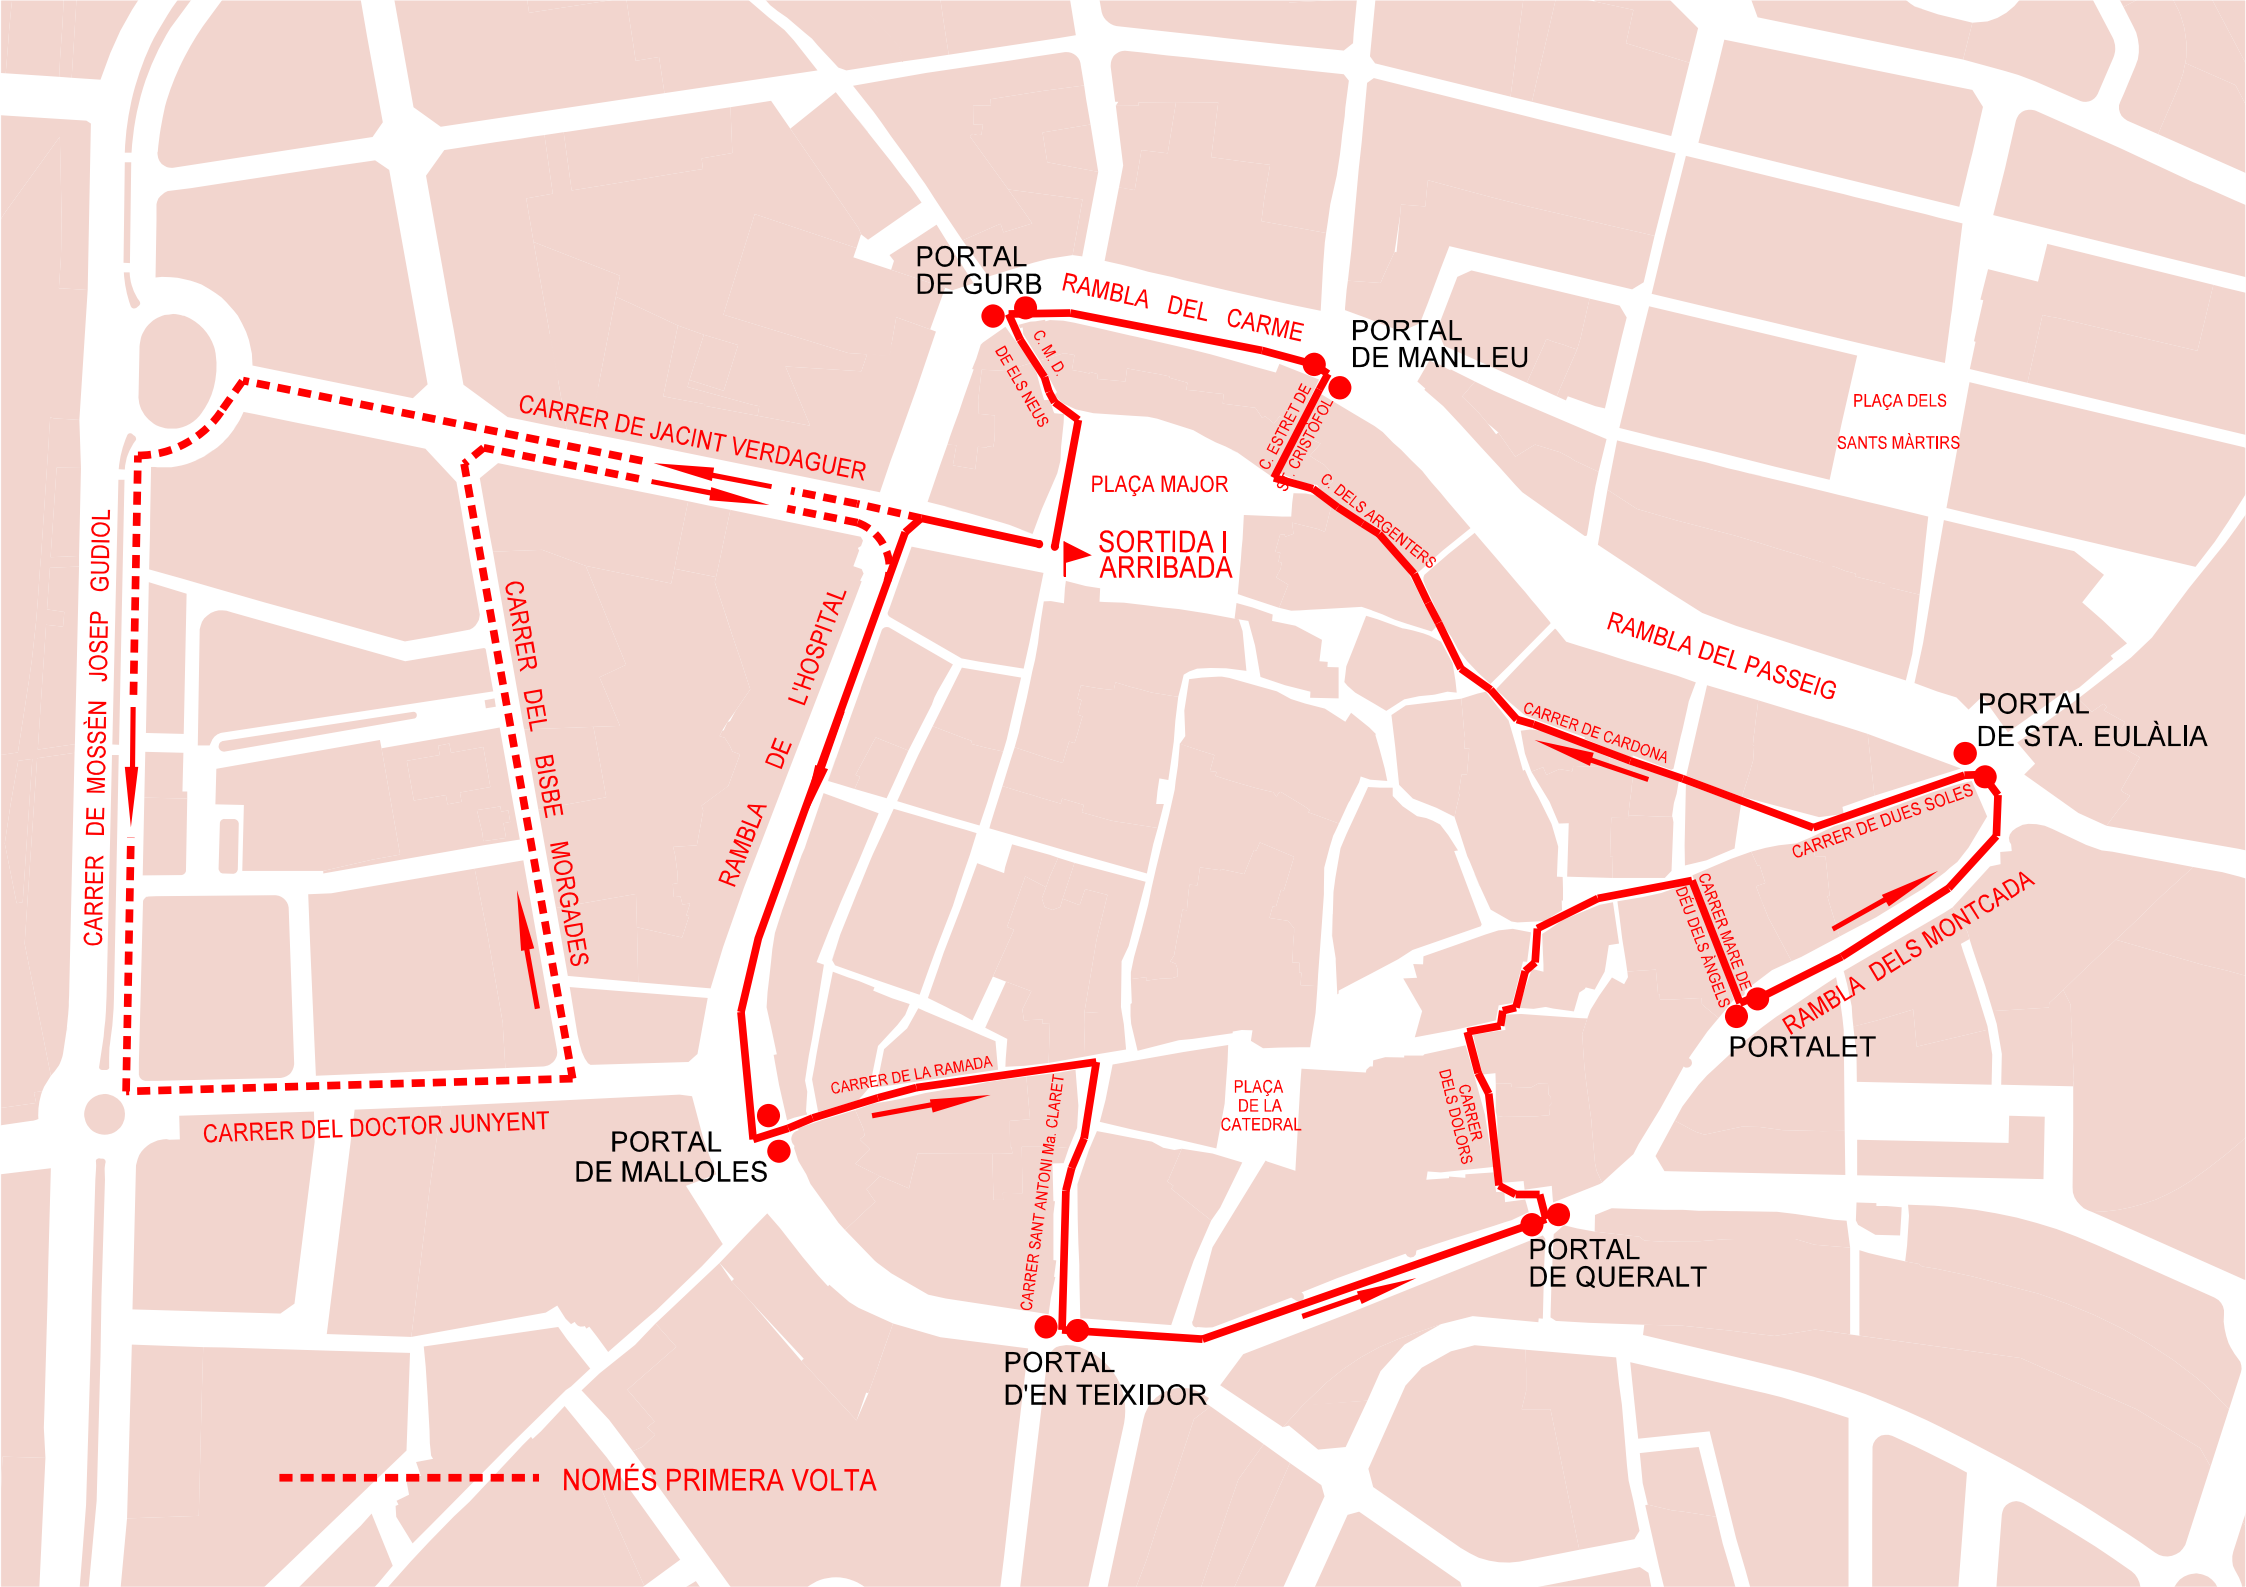 PORTAL
DE GURB
RAMBLA DEL CARME
PORTAL
DE MANLLEU
C. M. D.
DE ELS NEUS
C. ESTRET DE
ST. CRISTÒFOL
CARRER DE JACINT VERDAGUER
PLAÇA DELS
SANTS MÀRTIRS
PLAÇA MAJOR
C. DELS ARGENTERS
SORTIDA I
ARRIBADA
CARRER DE MOSSÈN JOSEP GUDIOL
CARRER DEL BISBE MORGADES
RAMBLA DE L'HOSPITAL
RAMBLA DEL PASSEIG
PORTAL
DE STA. EULÀLIA
CARRER DE CARDONA
CARRER DE DUES SOLES
CARRER MARE DE
DÉU DELS ÀNGELS
RAMBLA DELS MONTCADA
PORTALET
CARRER DE LA RAMADA
PLAÇA
DE LA
CATEDRAL
CARRER
DELS DOLORS
CARRER DEL DOCTOR JUNYENT
PORTAL
DE MALLOLES
CARRER SANT ANTONI Ma. CLARET
PORTAL
DE QUERALT
PORTAL
D'EN TEIXIDOR
NOMÉS PRIMERA VOLTA